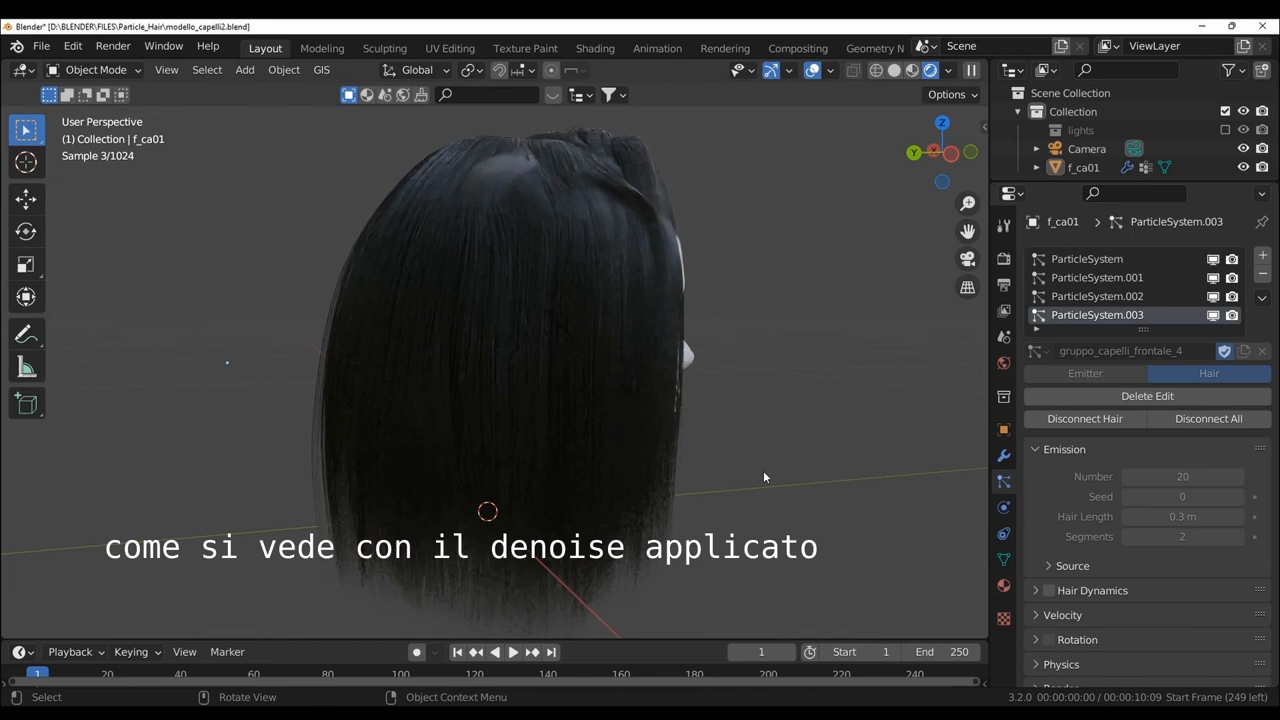 Blender* [D:\BLENDER\FILES\Particle_Hair\modello_capelli2.blend]
File Edit Render Window Help Layout Modeling Sculpting UV Editing Texture Paint Shading Animation Rendering Compositing Geometry N Scene ViewLayer
Object Mode View Select Add Object GIS Global
Options
User Perspective
(1) Collection | f_ca01
Sample 3/1024
Z
Y
X
Scene Collection
Collection
lights
Camera
f_ca01
f_ca01 ParticleSystem.003
ParticleSystem
ParticleSystem.001
ParticleSystem.002
ParticleSystem.003
gruppo_capelli_frontale_4
Emitter Hair
Delete Edit
Disconnect Hair Disconnect All
Emission
Number 20
Seed 0
Hair Length 0.3 m
Segments 2
Source
Hair Dynamics
Velocity
Rotation
Physics
come si vede con il denoise applicato
Playback Keying View Marker 1 Start 1 End 250
1 20 40 60 80 100 120 140 160 180 200 220 240
Select Rotate View Object Context Menu 3.2.0 00:00:00:00 / 00:00:10:09 Start Frame (249 left)